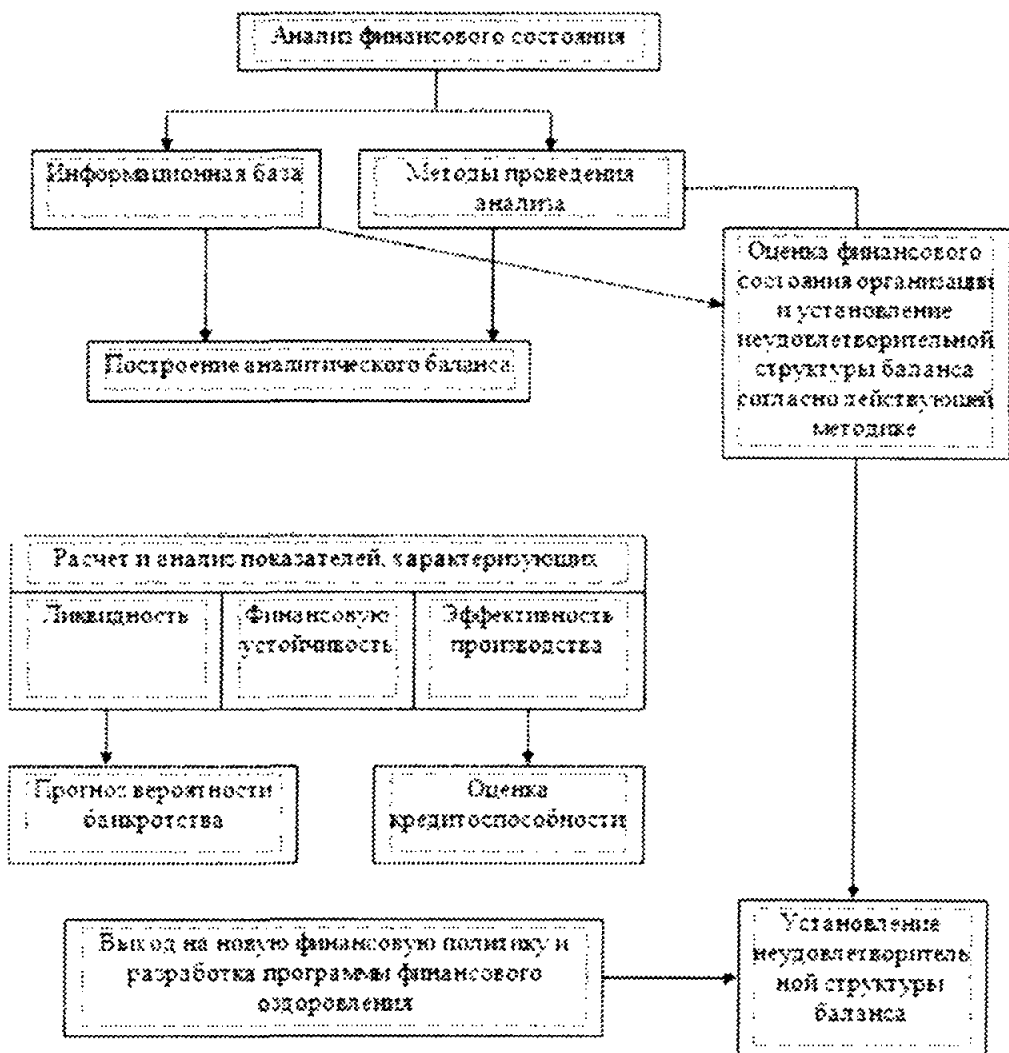 Анализ финансового состояния
Информационная база
Методы проведения
анализа
Оценка финансового
состояния организации
и установление
неудовлетворительной
структуры баланса
согласно действующей
методике
Построение аналитического баланса
Расчет и анализ показателей, характеризующих
Ликвидность
Финансовую
устойчивость
Эффективность
производства
Прогноз вероятности
банкротства
Оценка
кредитоспособности
Выход на новую финансовую политику и
разработка программы финансового
оздоровления
Установление
неудовлетворитель
ной структуры
баланса